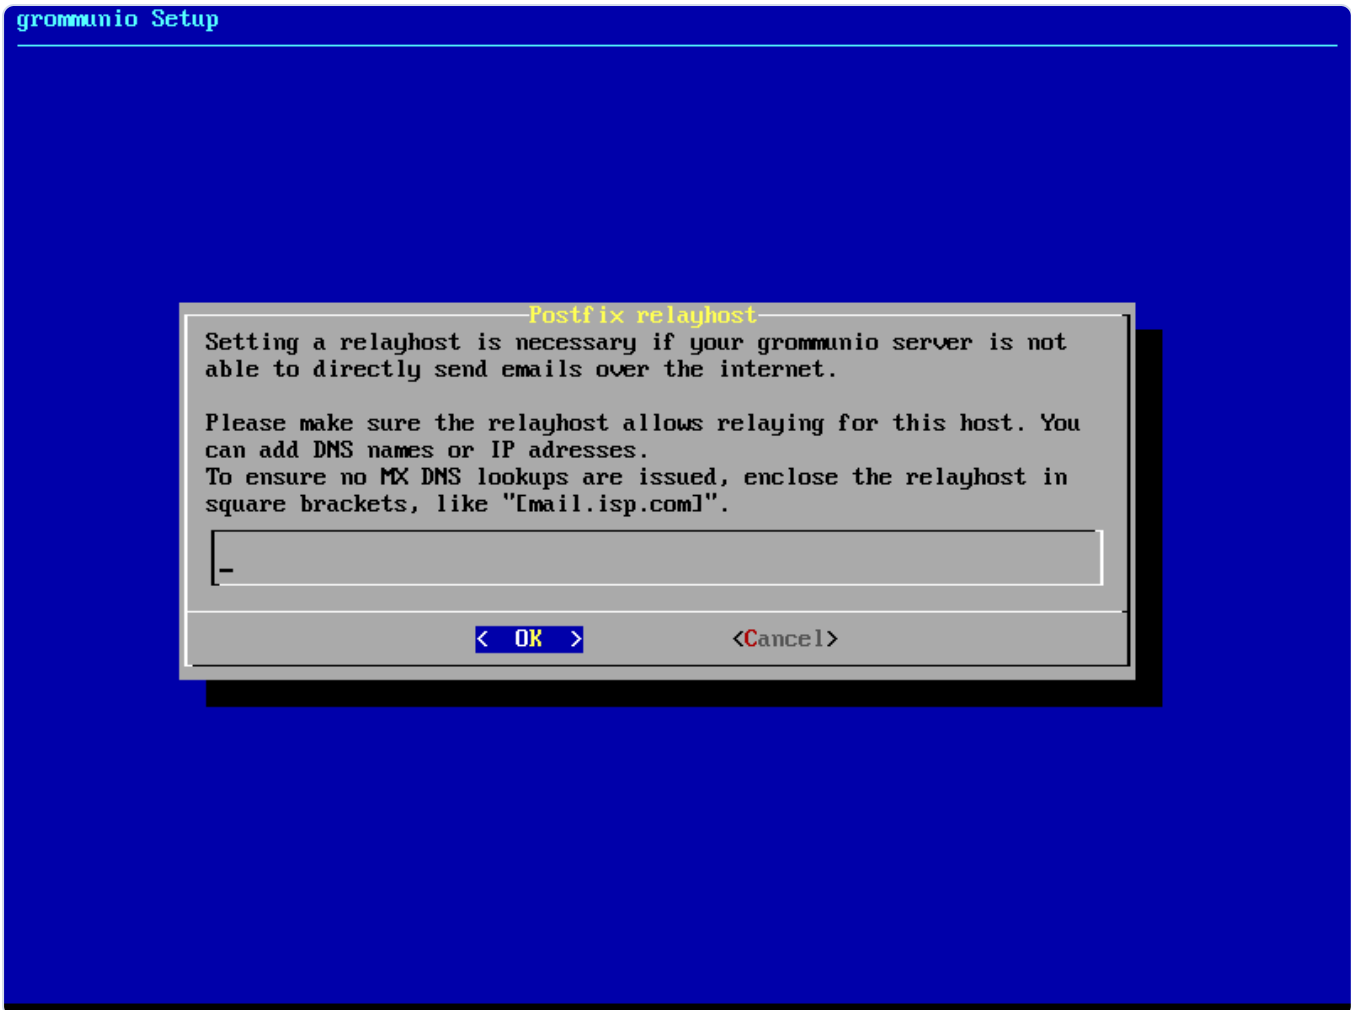 grommunio Setup
Postfix relayhost
Setting a relayhost is necessary if your grommunio server is not
able to directly send emails over the internet.
Please make sure the relayhost allows relaying for this host. You
can add DNS names or IP adresses.
To ensure no MX DNS lookups are issued, enclose the relayhost in
square brackets, like "[mail.isp.com]".
_
< OK > <Cancel>